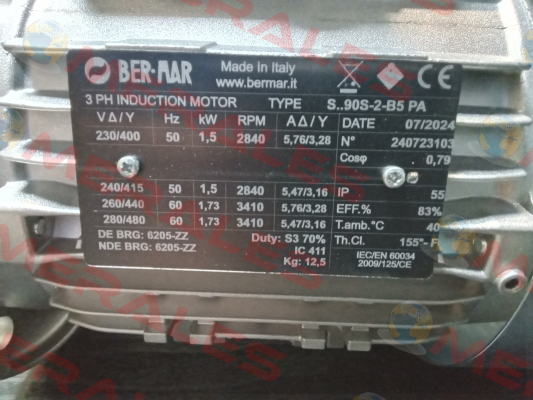 BER-MAR
Made in Italy
www.bermar.it
CE
3 PH INDUCTION MOTOR TYPE S..90S-2-B5 PA
V Δ / Y Hz kW RPM A Δ / Y DATE 07/2024
230/400 50 1,5 2840 5,76/3,28 N° 240723103
Cosφ 0,79
240/415 50 1,5 2840 5,47/3,16 IP 55
260/440 60 1,73 3410 5,76/3,28 EFF.% 83%
280/480 60 1,73 3410 5,47/3,16 T.amb.°C 40
DE BRG: 6205-ZZ Duty: S3 70% Th.Cl. 155°- F
NDE BRG: 6205-ZZ IC 411 IEC/EN 60034
Kg: 12,5 2009/125/CE
MERALES